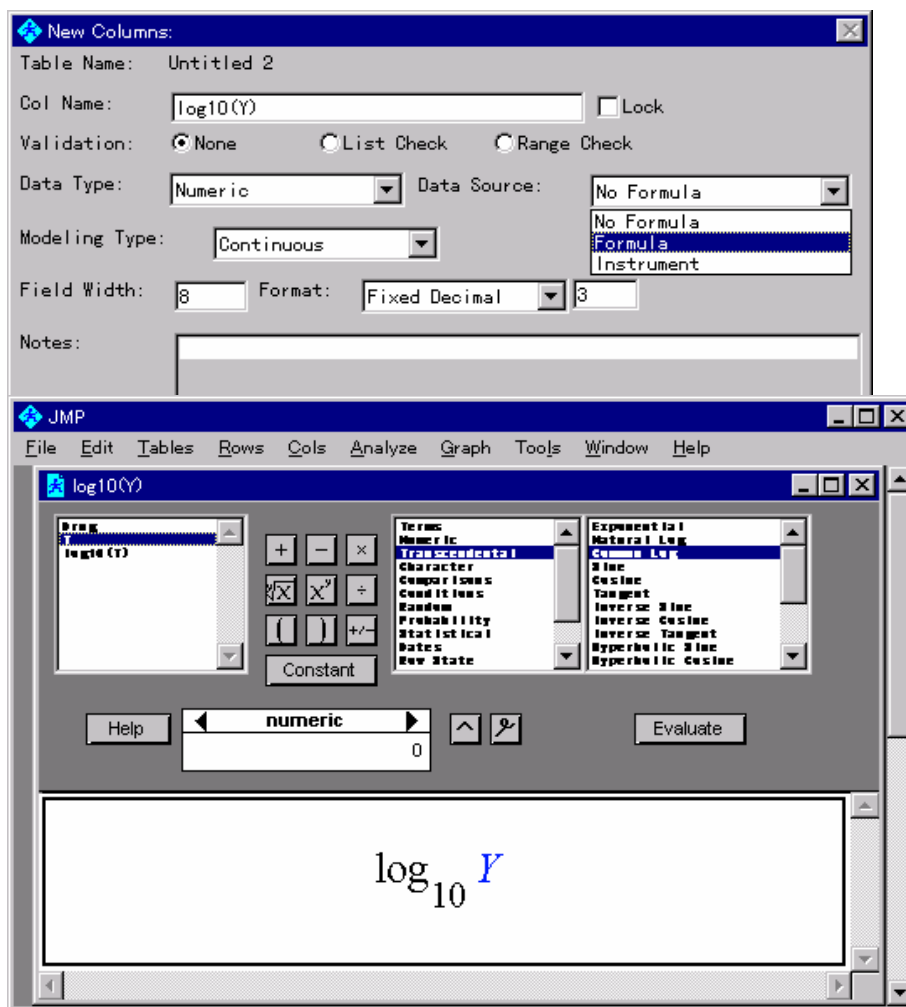 New Columns:
Table Name: Untitled 2
Col Name: log10(Y) Lock
Validation: None List Check Range Check
Data Type: Numeric Data Source: No Formula
No Formula
Formula
Instrument
Modeling Type: Continuous
Field Width: 8 Format: Fixed Decimal 3
Notes:
JMP
File Edit Tables Rows Cols Analyze Graph Tools Window Help
log10(Y)
Drug
Y
log10(Y)
+ − ×
√x xʸ ÷
( ) +/−
Constant
Terms
Numeric
Transcendental
Character
Comparisons
Conditions
Random
Probability
Statistical
Dates
Row State
Exponential
Natural Log
Common Log
Sine
Cosine
Tangent
Inverse Sine
Inverse Cosine
Inverse Tangent
Hyperbolic Sine
Hyperbolic Cosine
Help numeric Evaluate
0
log₁₀ Y